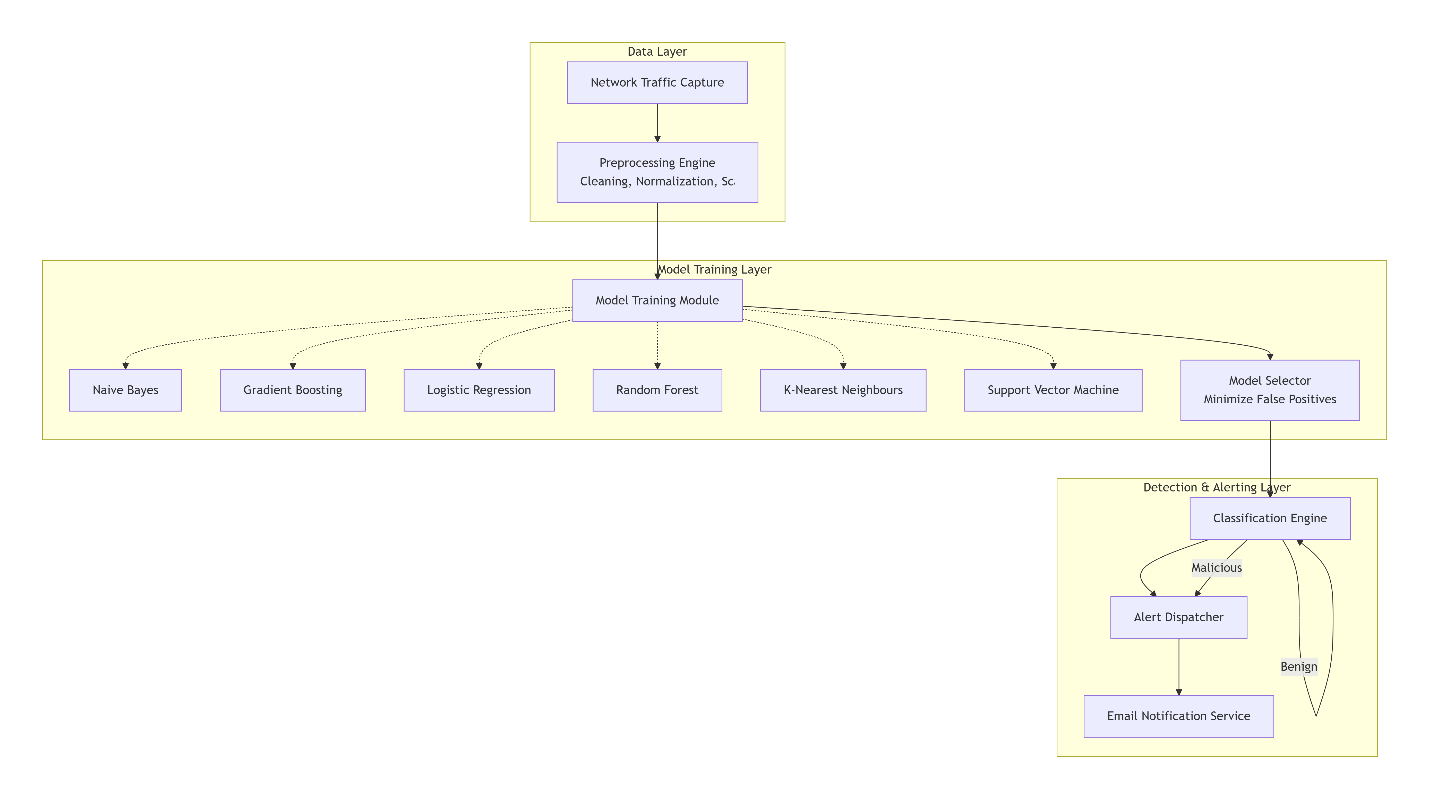 Data Layer
Network Traffic Capture
Preprocessing Engine
Cleaning, Normalization, Sc
Model Training Layer
Model Training Module
Naive Bayes
Gradient Boosting
Logistic Regression
Random Forest
K-Nearest Neighbours
Support Vector Machine
Model Selector
Minimize False Positives
Detection & Alerting Layer
Classification Engine
Malicious
Alert Dispatcher
Benign
Email Notification Service